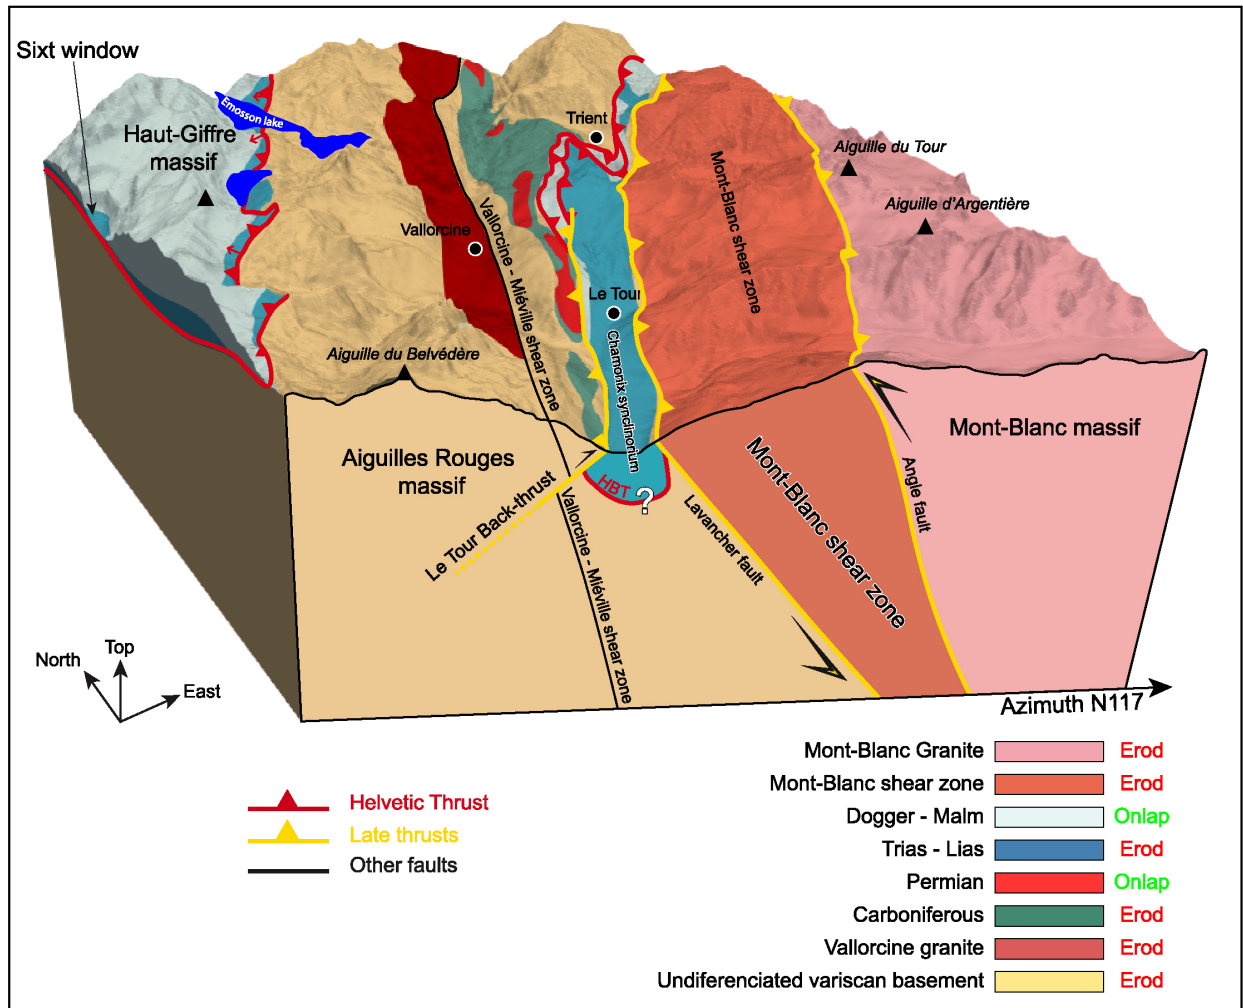 Sixt window
Emosson lake
Haut-Giffre
massif
Trient
Aiguille du Tour
Mont-Blanc shear zone
Aiguille d'Argentière
Vallorcine
Vallorcine - Miéville shear zone
Le Tour
Chamonix synclinorium
Aiguille du Belvédère
Mont-Blanc massif
Aiguilles Rouges
massif
HBT
?
Le Tour Back-thrust
Vallorcine - Miéville shear zone
Lavancher fault
Mont-Blanc shear zone
Angle fault
North
Top
East
Azimuth N117
Helvetic Thrust
Late thrusts
Other faults
Mont-Blanc Granite Erod
Mont-Blanc shear zone Erod
Dogger - Malm Onlap
Trias - Lias Erod
Permian Onlap
Carboniferous Erod
Vallorcine granite Erod
Undiferenciated variscan basement Erod